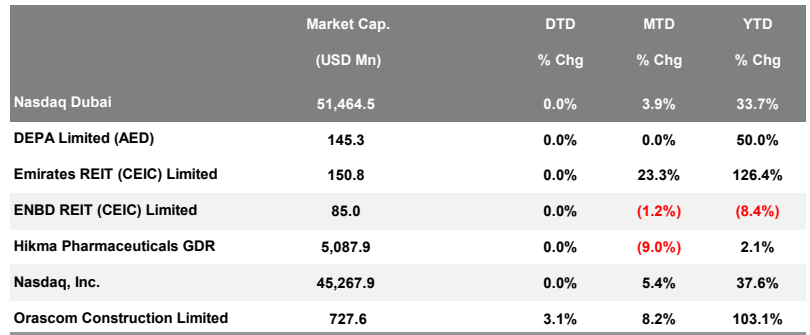 Market Cap. DTD MTD YTD
(USD Mn) % Chg % Chg % Chg
Nasdaq Dubai 51,464.5 0.0% 3.9% 33.7%
DEPA Limited (AED) 145.3 0.0% 0.0% 50.0%
Emirates REIT (CEIC) Limited 150.8 0.0% 23.3% 126.4%
ENBD REIT (CEIC) Limited 85.0 0.0% (1.2%) (8.4%)
Hikma Pharmaceuticals GDR 5,087.9 0.0% (9.0%) 2.1%
Nasdaq, Inc. 45,267.9 0.0% 5.4% 37.6%
Orascom Construction Limited 727.6 3.1% 8.2% 103.1%